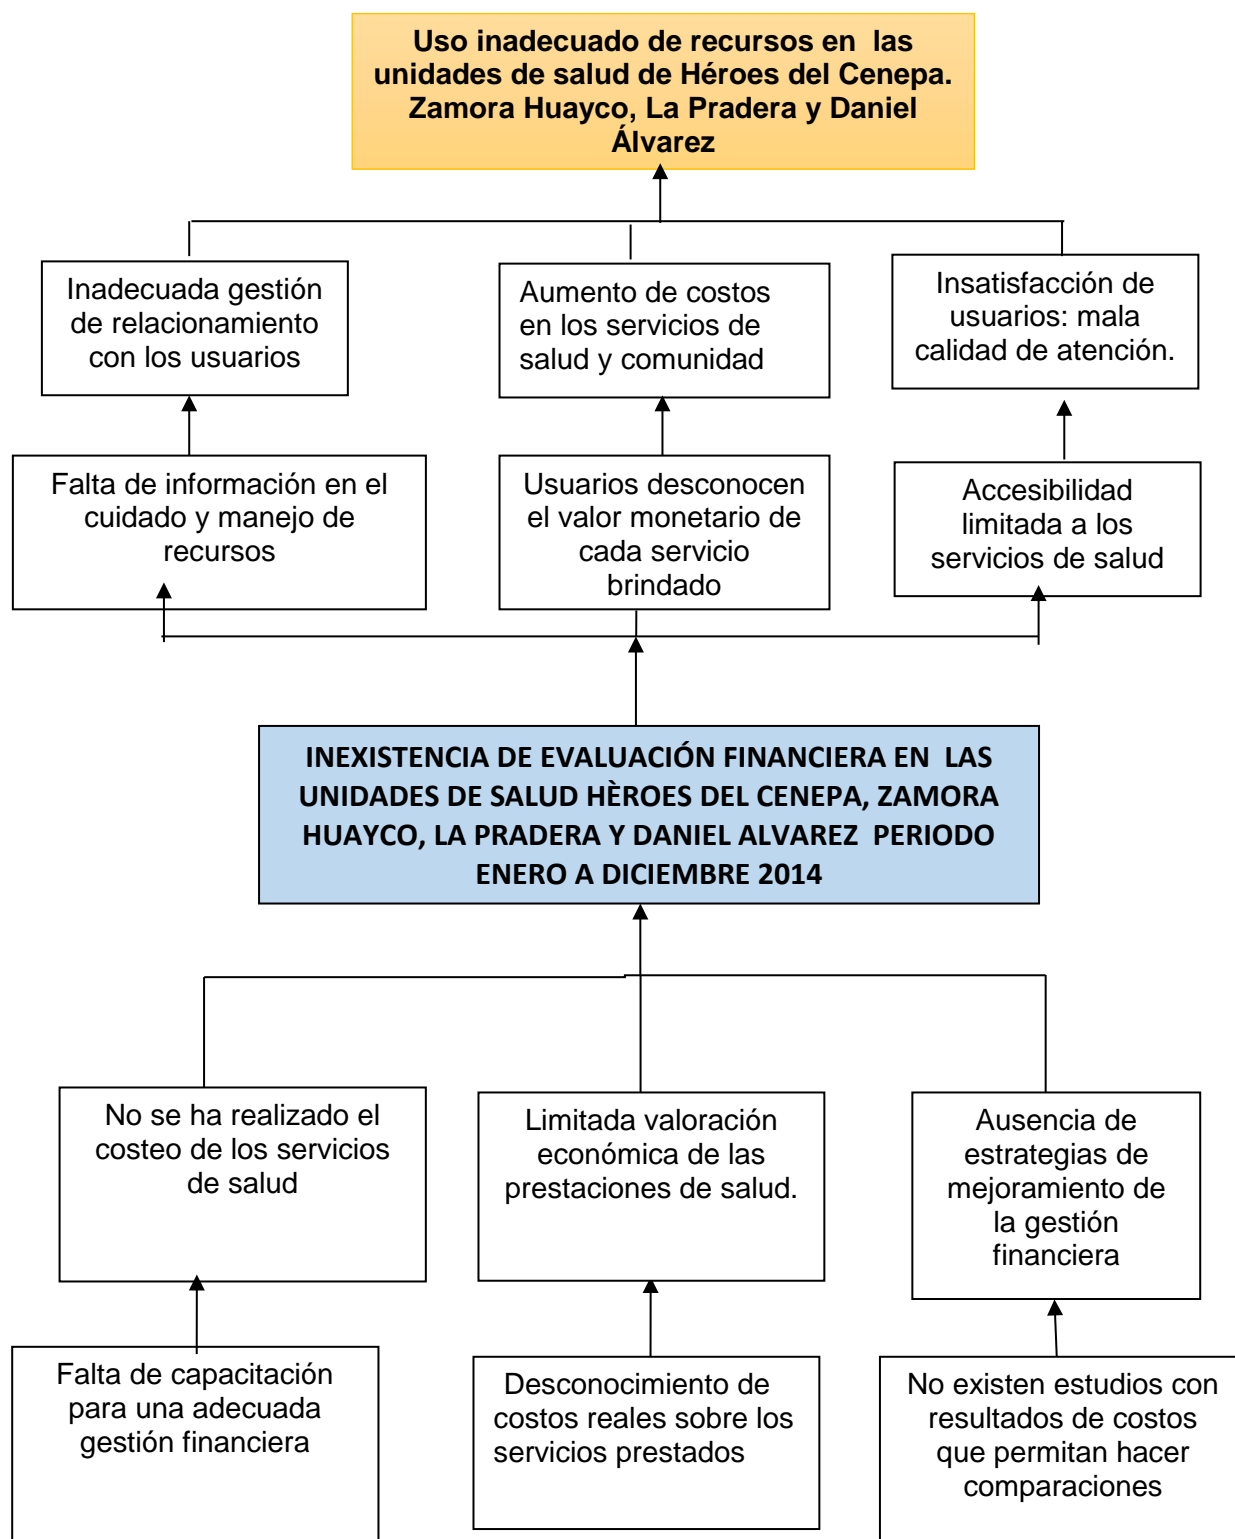 Uso inadecuado de recursos en las
unidades de salud de Héroes del Cenepa.
Zamora Huayco, La Pradera y Daniel
Álvarez
Inadecuada gestión
de relacionamiento
con los usuarios
Aumento de costos
en los servicios de
salud y comunidad
Insatisfacción de
usuarios: mala
calidad de atención.
Falta de información en el
cuidado y manejo de
recursos
Usuarios desconocen
el valor monetario de
cada servicio
brindado
Accesibilidad
limitada a los
servicios de salud
INEXISTENCIA DE EVALUACIÓN FINANCIERA EN LAS
UNIDADES DE SALUD HÈROES DEL CENEPA, ZAMORA
HUAYCO, LA PRADERA Y DANIEL ALVAREZ PERIODO
ENERO A DICIEMBRE 2014
No se ha realizado el
costeo de los servicios
de salud
Limitada valoración
económica de las
prestaciones de salud.
Ausencia de
estrategias de
mejoramiento de
la gestión
financiera
Falta de capacitación
para una adecuada
gestión financiera
Desconocimiento de
costos reales sobre los
servicios prestados
No existen estudios con
resultados de costos
que permitan hacer
comparaciones